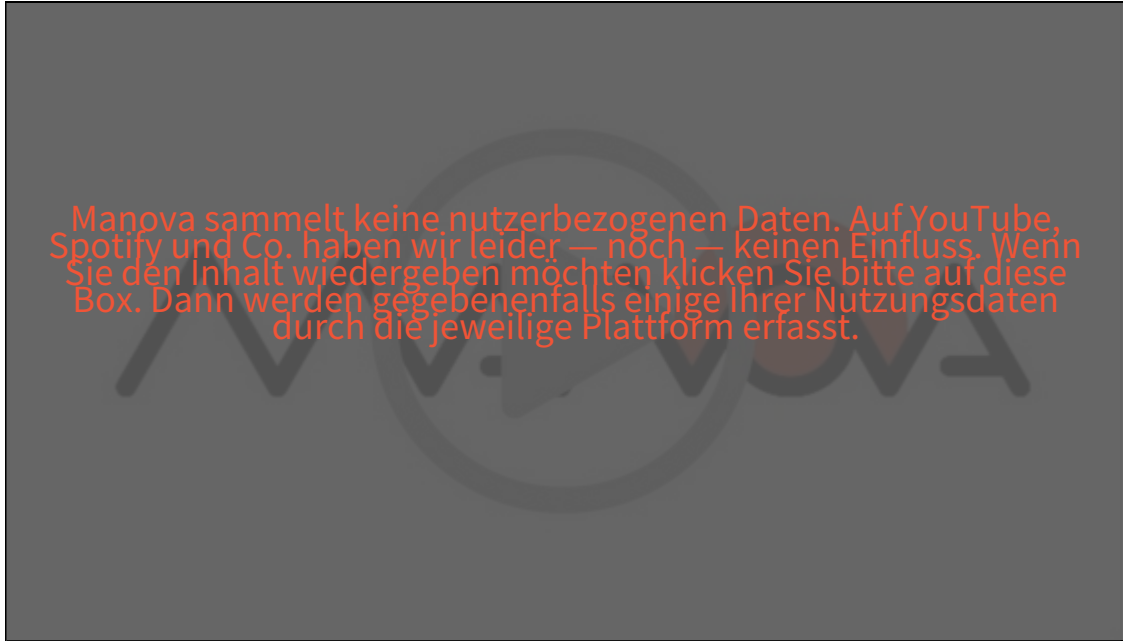 Manova sammelt keine nutzerbezogenen Daten. Auf YouTube,
Spotify und Co. haben wir leider — noch — keinen Einfluss. Wenn
Sie den Inhalt wiedergeben möchten klicken Sie bitte auf diese
Box. Dann werden gegebenenfalls einige Ihrer Nutzungsdaten
durch die jeweilige Plattform erfasst.
MANOVA